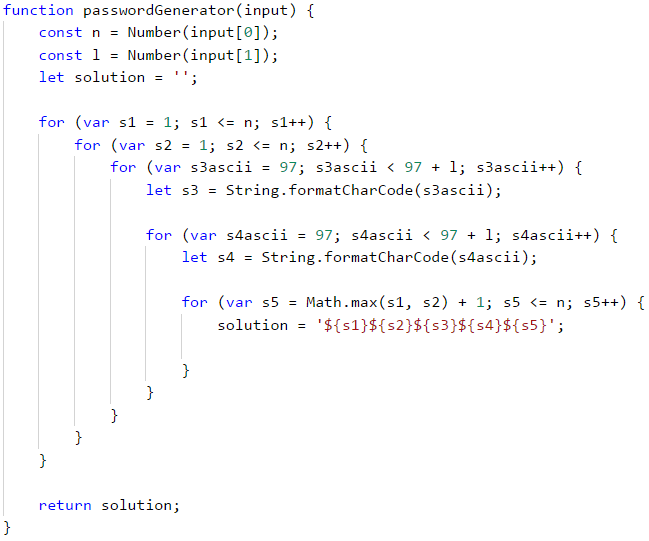 function passwordGenerator(input) {
    const n = Number(input[0]);
    const l = Number(input[1]);
    let solution = '';

    for (var s1 = 1; s1 <= n; s1++) {
        for (var s2 = 1; s2 <= n; s2++) {
            for (var s3ascii = 97; s3ascii < 97 + l; s3ascii++) {
                let s3 = String.formatCharCode(s3ascii);

                for (var s4ascii = 97; s4ascii < 97 + l; s4ascii++) {
                    let s4 = String.formatCharCode(s4ascii);

                    for (var s5 = Math.max(s1, s2) + 1; s5 <= n; s5++) {
                        solution = '${s1}${s2}${s3}${s4}${s5}';

                    }
                }
            }
        }
    }

    return solution;
}